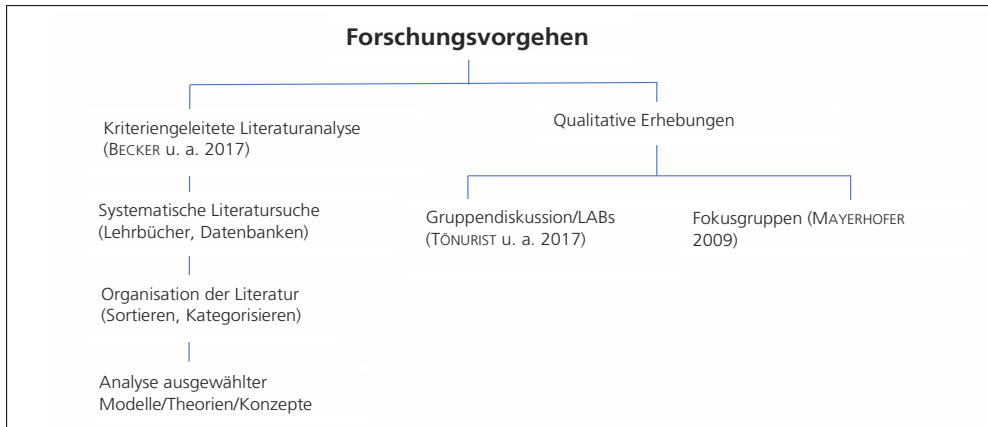 Forschungsvorgehen
Kriteriengeleitete Literaturanalyse
(BECKER u. a. 2017)
Systematische Literatursuche
(Lehrbücher, Datenbanken)
Organisation der Literatur
(Sortieren, Kategorisieren)
Analyse ausgewählter
Modelle/Theorien/Konzepte
Qualitative Erhebungen
Gruppendiskussion/LABs
(TÕNURIST u. a. 2017)
Fokusgruppen (MAYERHOFER
2009)